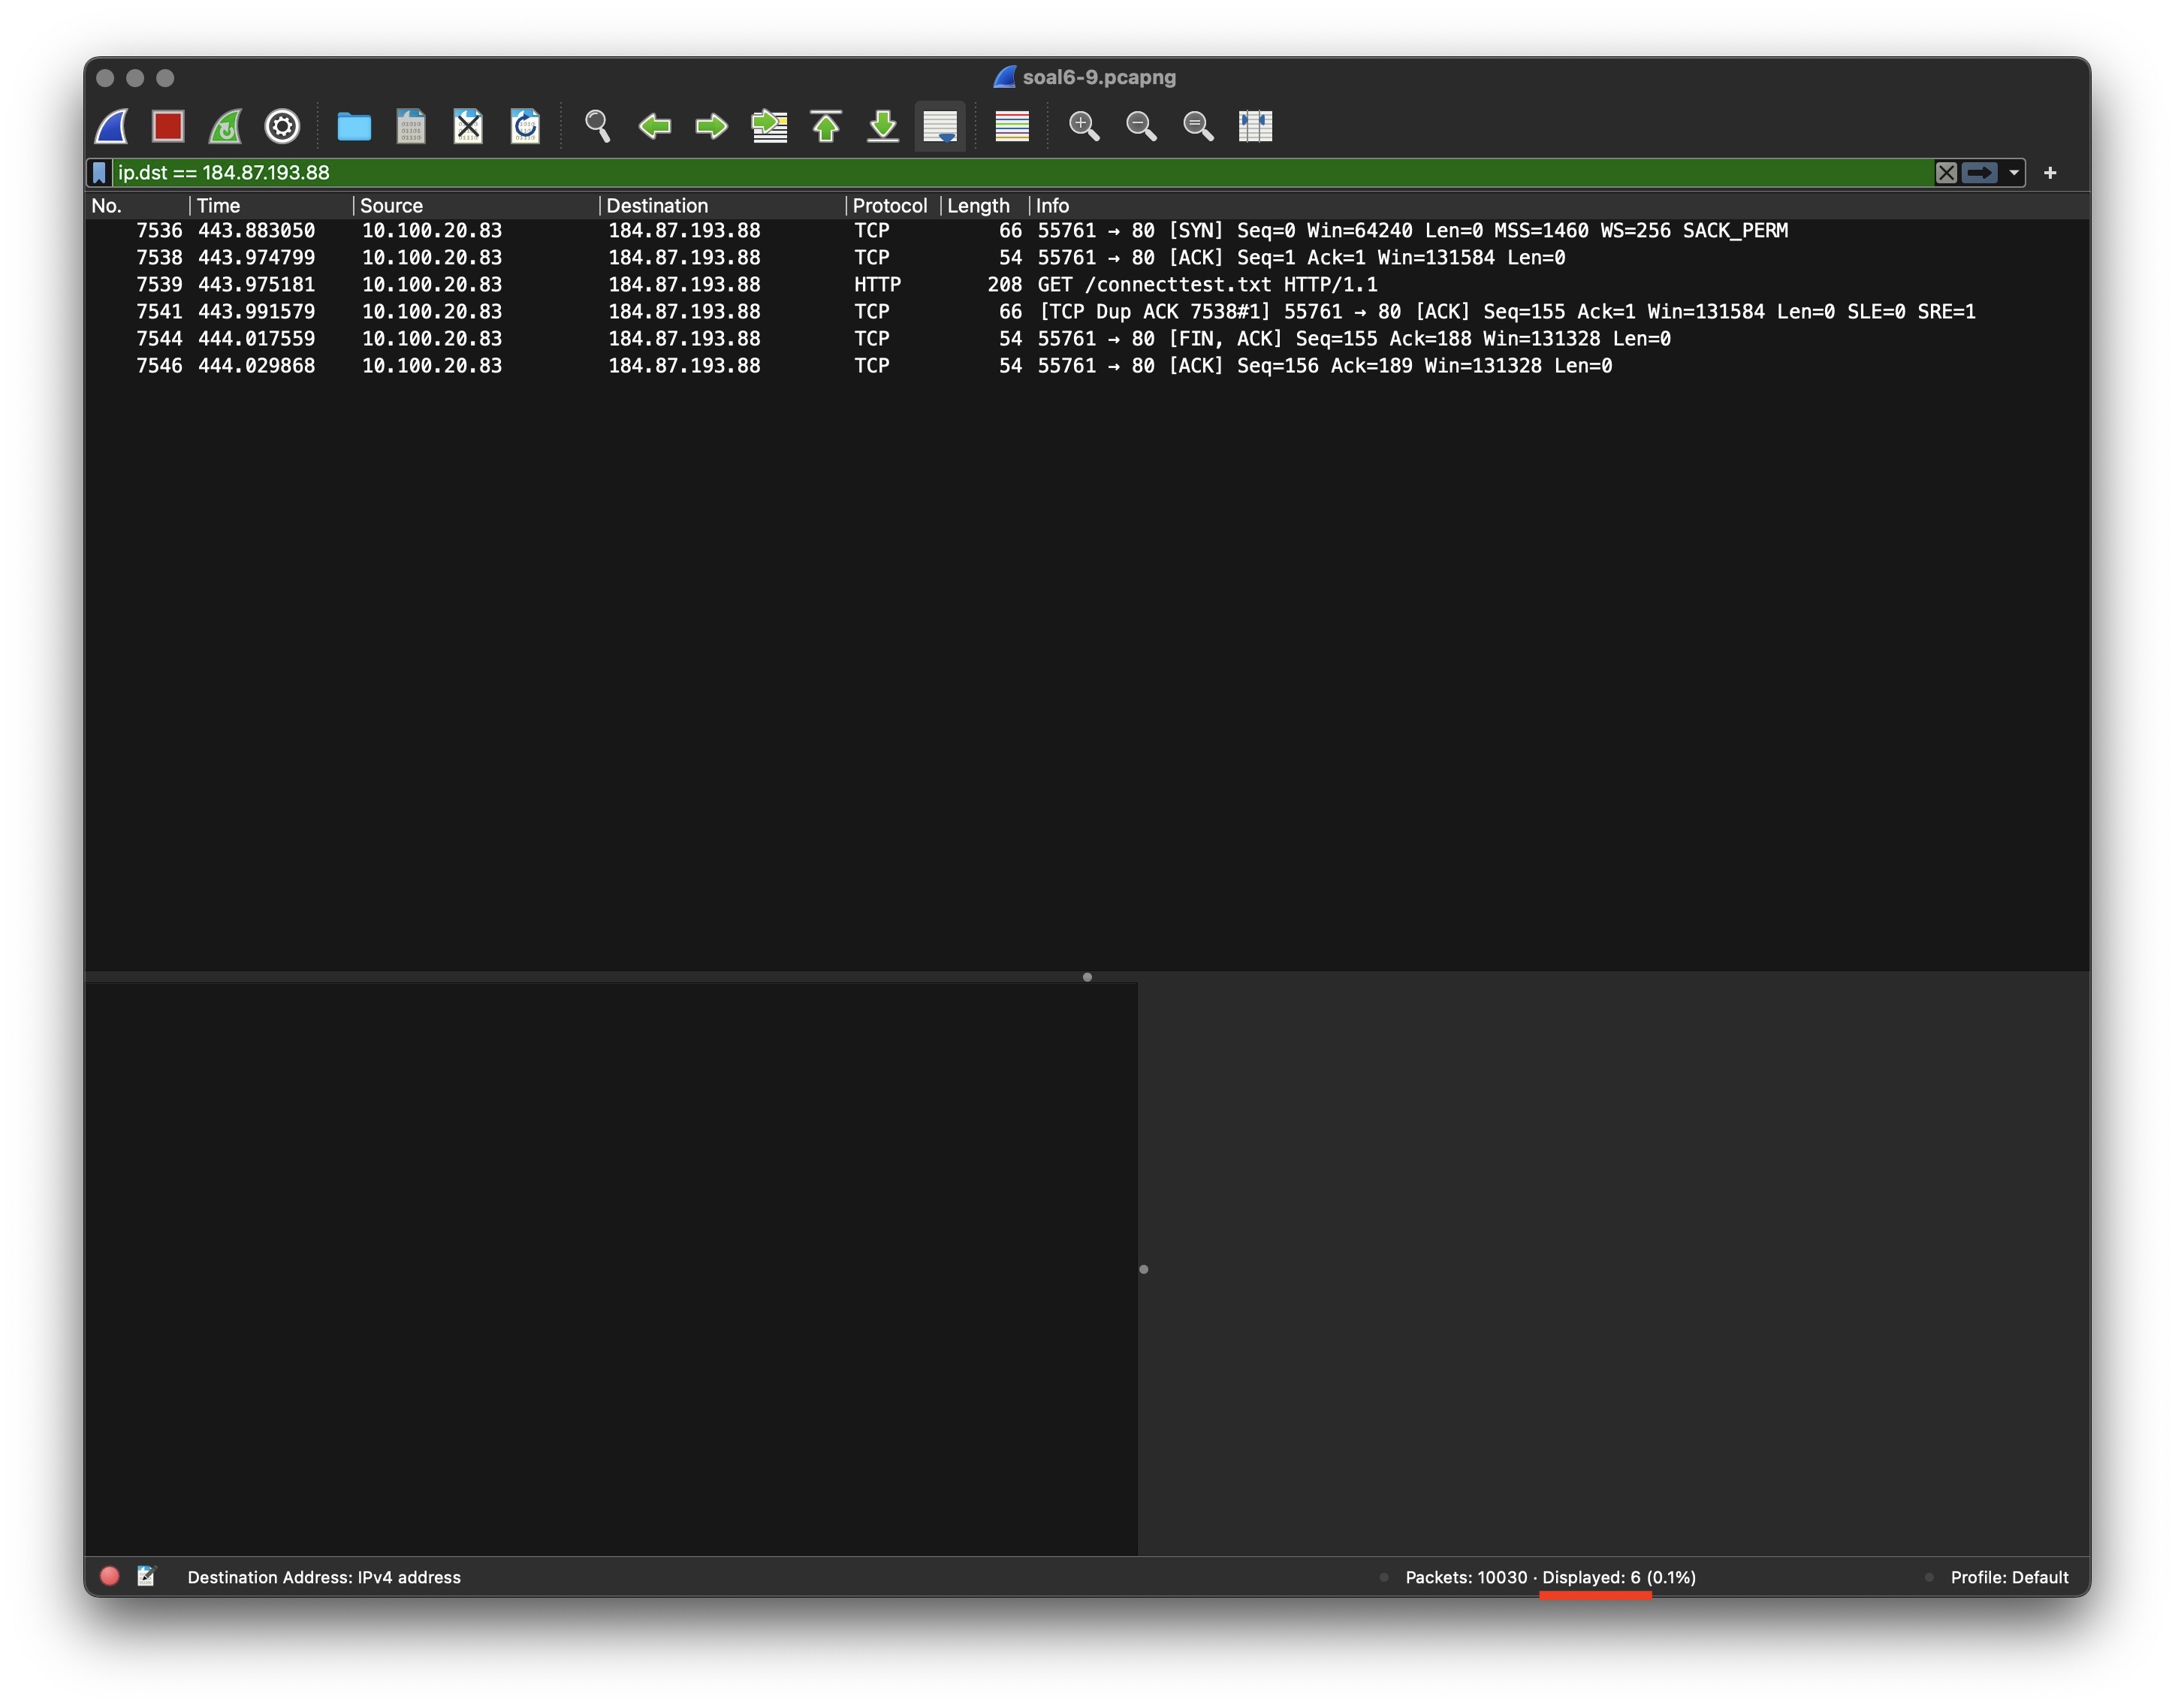 soal6-9.pcapng
ip.dst == 184.87.193.88
No. Time Source Destination Protocol Length Info
7536 443.883050 10.100.20.83 184.87.193.88 TCP 66 55761 → 80 [SYN] Seq=0 Win=64240 Len=0 MSS=1460 WS=256 SACK_PERM
7538 443.974799 10.100.20.83 184.87.193.88 TCP 54 55761 → 80 [ACK] Seq=1 Ack=1 Win=131584 Len=0
7539 443.975181 10.100.20.83 184.87.193.88 HTTP 208 GET /connecttest.txt HTTP/1.1
7541 443.991579 10.100.20.83 184.87.193.88 TCP 66 [TCP Dup ACK 7538#1] 55761 → 80 [ACK] Seq=155 Ack=1 Win=131584 Len=0 SLE=0 SRE=1
7544 444.017559 10.100.20.83 184.87.193.88 TCP 54 55761 → 80 [FIN, ACK] Seq=155 Ack=188 Win=131328 Len=0
7546 444.029868 10.100.20.83 184.87.193.88 TCP 54 55761 → 80 [ACK] Seq=156 Ack=189 Win=131328 Len=0
Destination Address: IPv4 address Packets: 10030 · Displayed: 6 (0.1%) Profile: Default